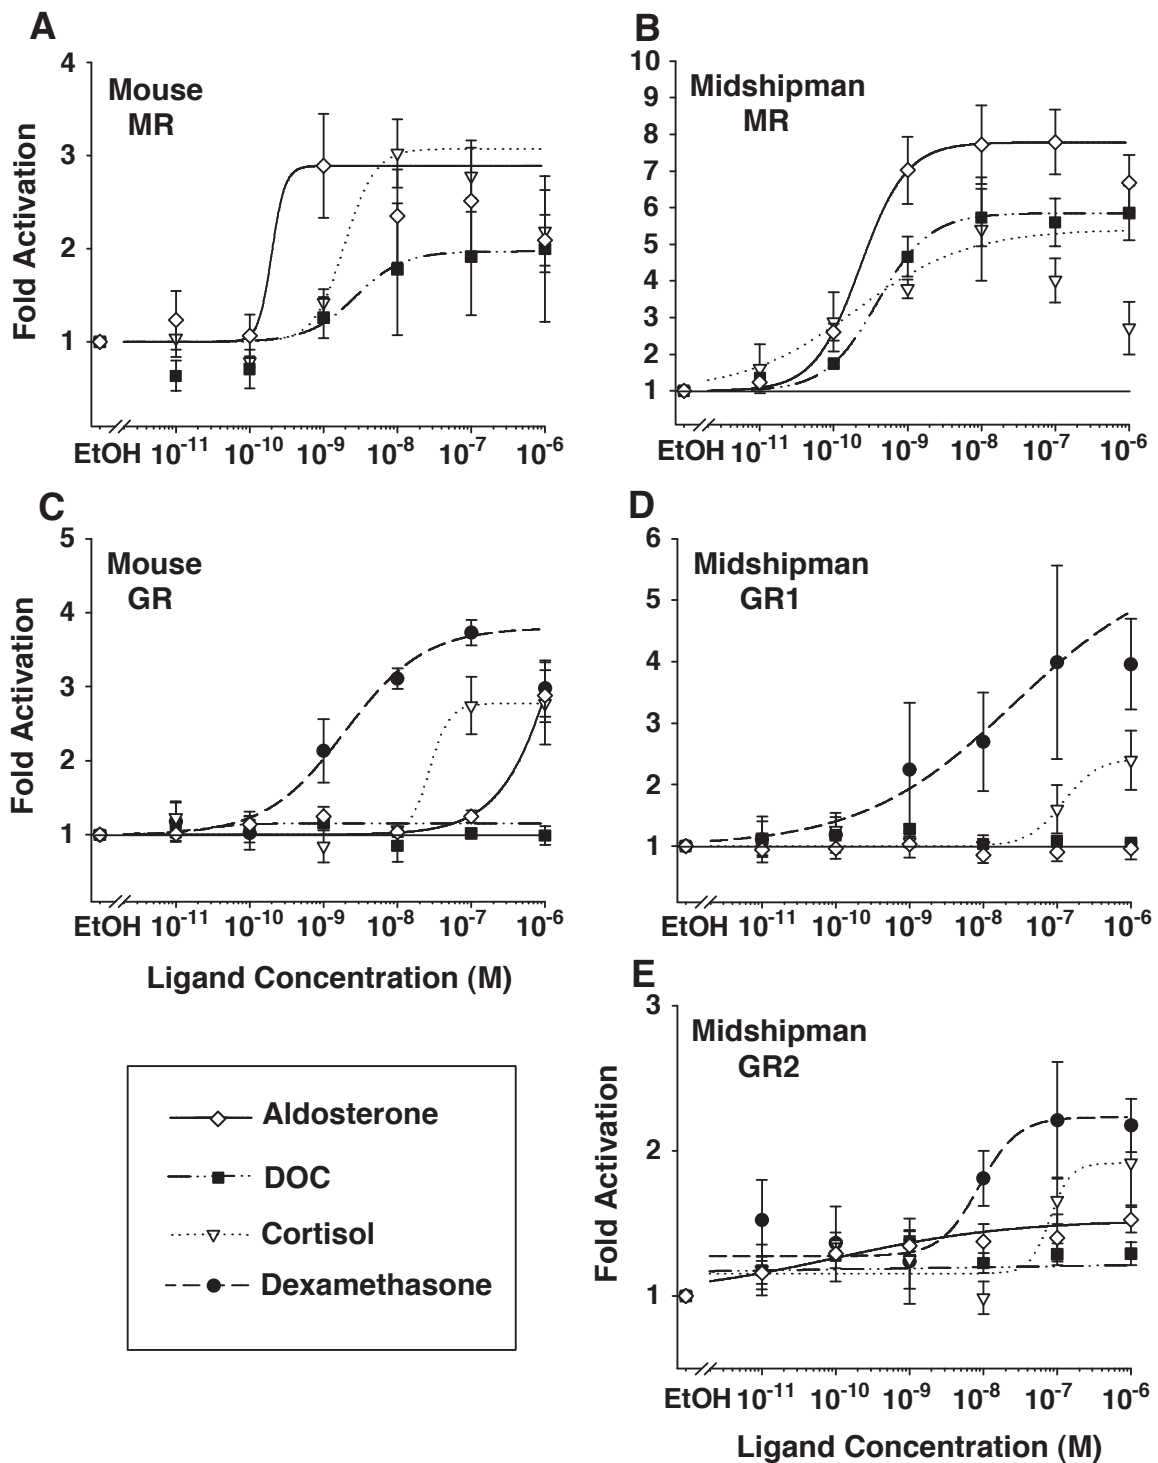 A
Mouse
MR
Fold Activation
4
3
2
1
EtOH 10-11 10-10 10-9 10-8 10-7 10-6
B
Midshipman
MR
10
9
8
7
6
5
4
3
2
1
EtOH 10-11 10-10 10-9 10-8 10-7 10-6
C
Mouse
GR
Fold Activation
5
4
3
2
1
EtOH 10-11 10-10 10-9 10-8 10-7 10-6
Ligand Concentration (M)
D
Midshipman
GR1
6
5
4
3
2
1
EtOH 10-11 10-10 10-9 10-8 10-7 10-6
E
Midshipman
GR2
Fold Activation
3
2
1
EtOH 10-11 10-10 10-9 10-8 10-7 10-6
Ligand Concentration (M)
Aldosterone
DOC
Cortisol
Dexamethasone